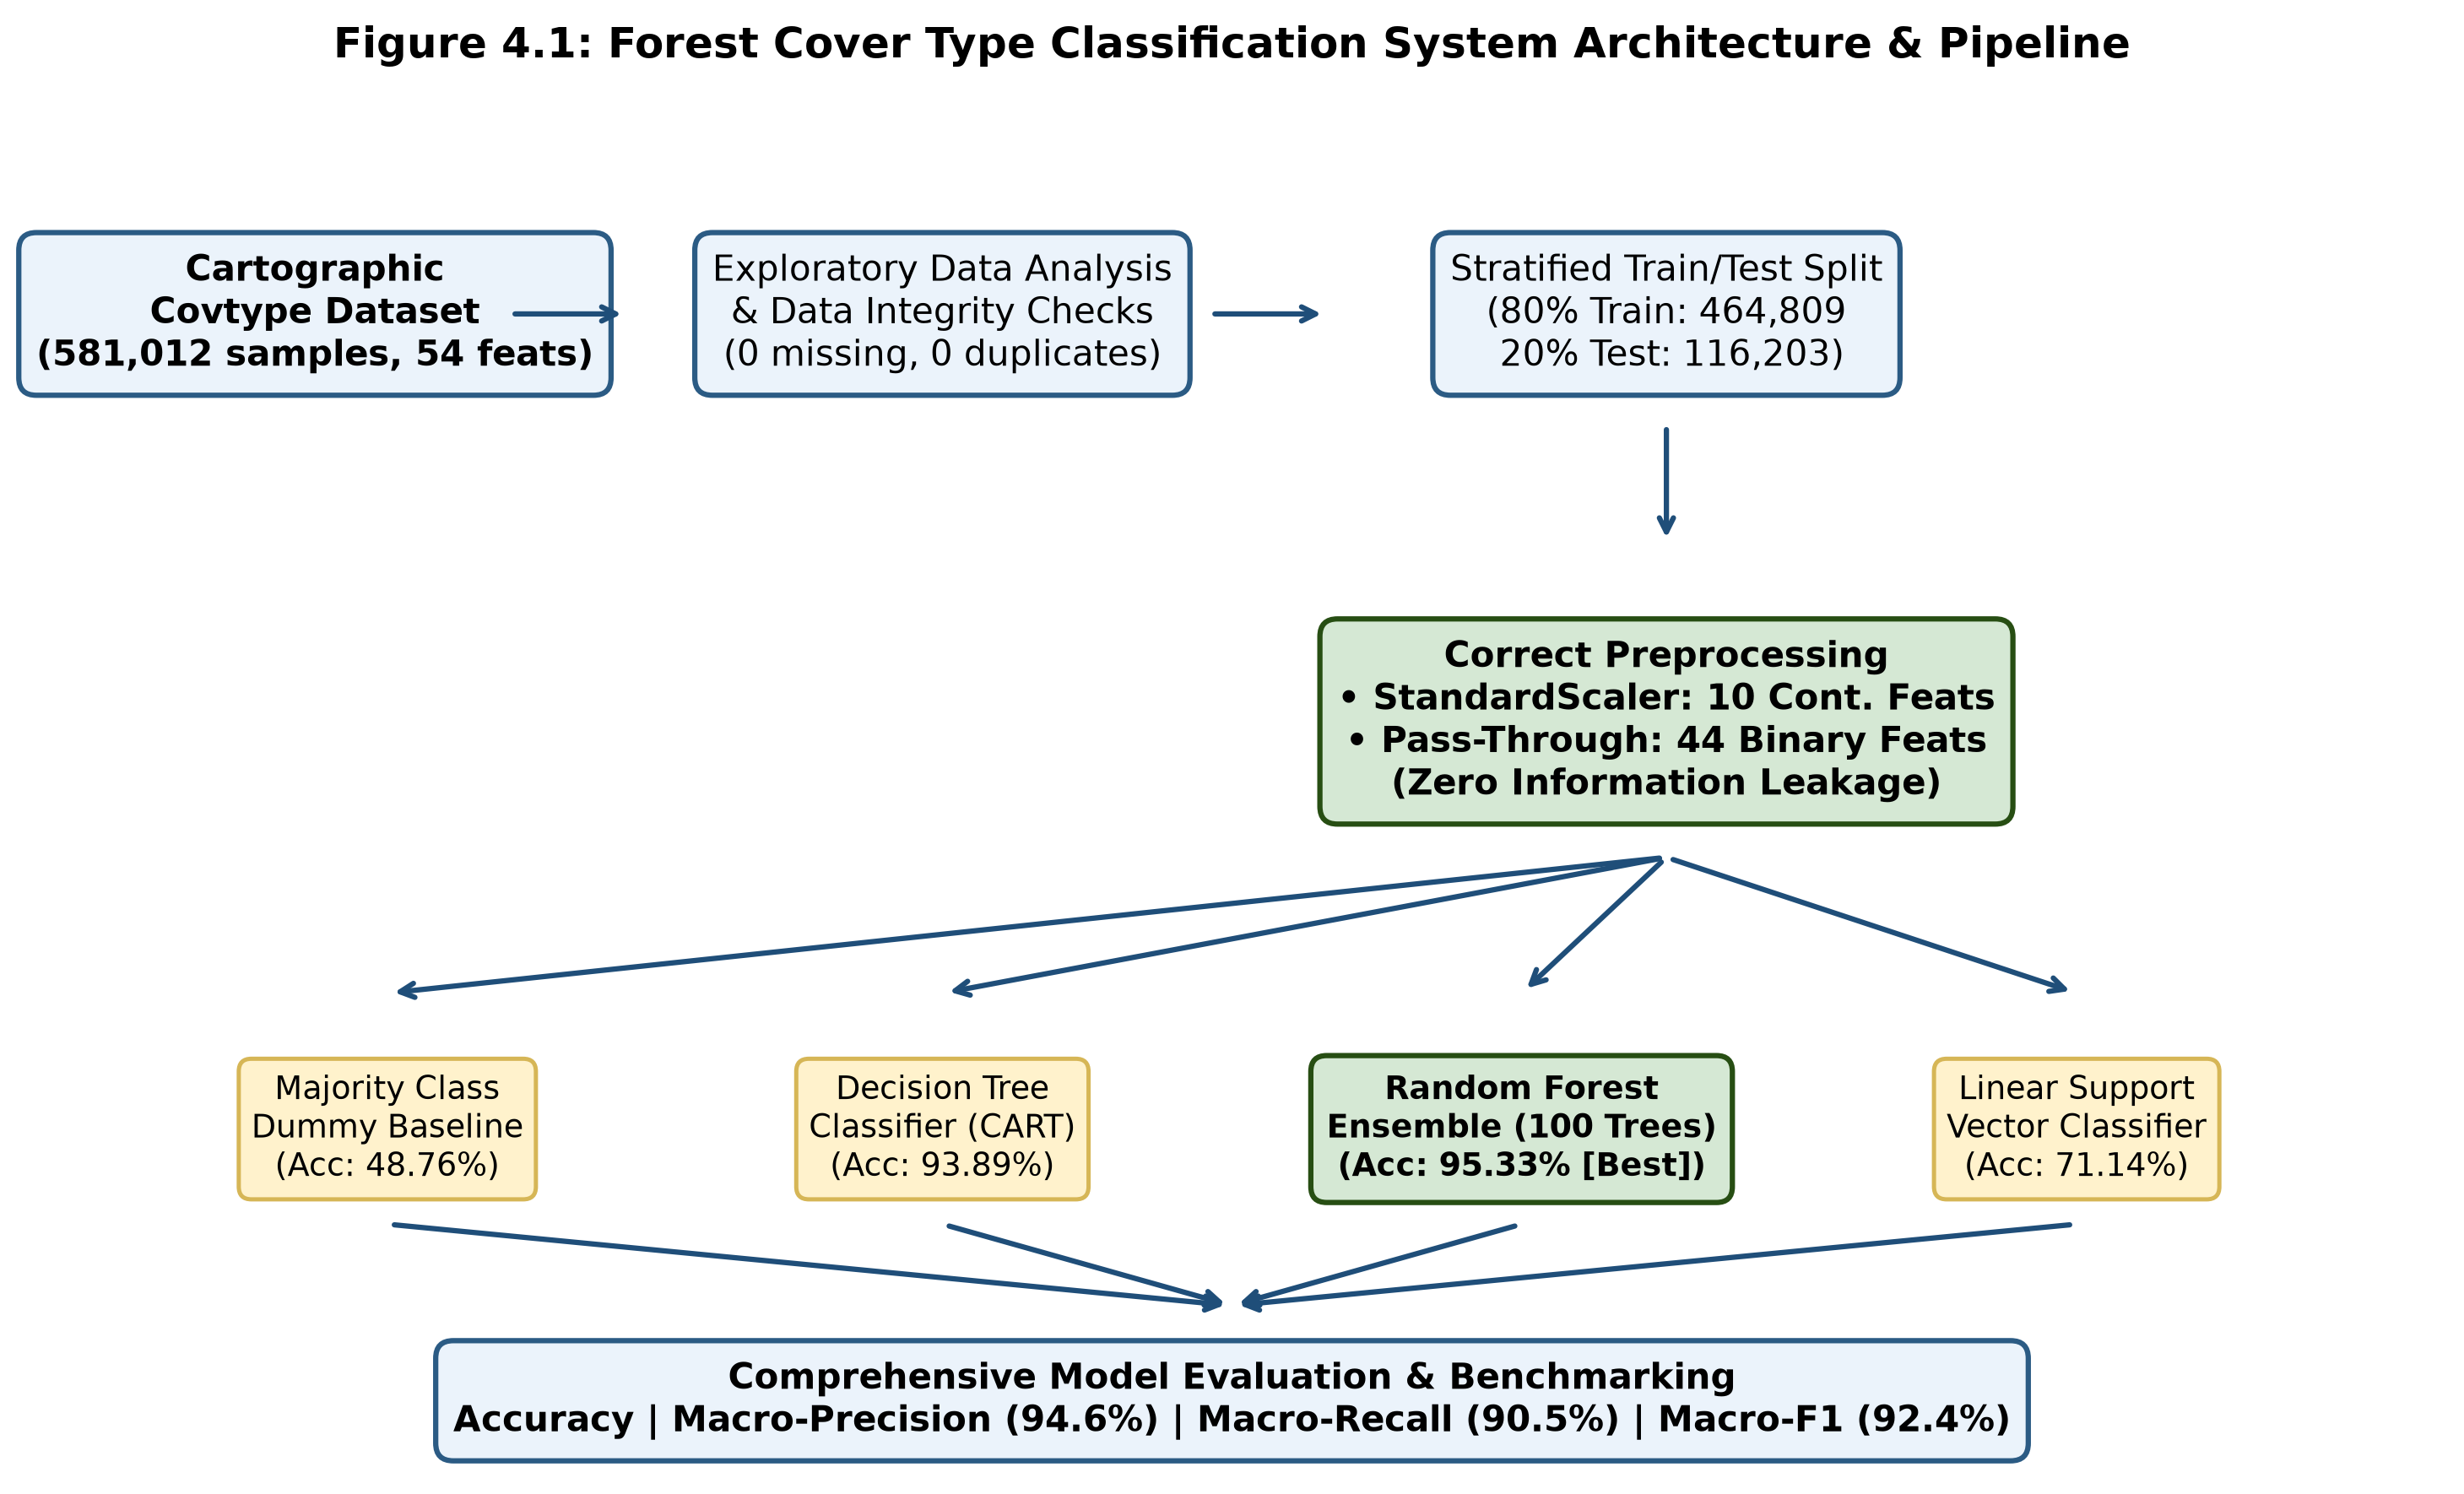 Figure 4.1: Forest Cover Type Classification System Architecture & Pipeline
Cartographic
Covtype Dataset
(581,012 samples, 54 feats)
Exploratory Data Analysis
& Data Integrity Checks
(0 missing, 0 duplicates)
Stratified Train/Test Split
(80% Train: 464,809
20% Test: 116,203)
Correct Preprocessing
• StandardScaler: 10 Cont. Feats
• Pass-Through: 44 Binary Feats
(Zero Information Leakage)
Majority Class
Dummy Baseline
(Acc: 48.76%)
Decision Tree
Classifier (CART)
(Acc: 93.89%)
Random Forest
Ensemble (100 Trees)
(Acc: 95.33% [Best])
Linear Support
Vector Classifier
(Acc: 71.14%)
Comprehensive Model Evaluation & Benchmarking
Accuracy | Macro-Precision (94.6%) | Macro-Recall (90.5%) | Macro-F1 (92.4%)